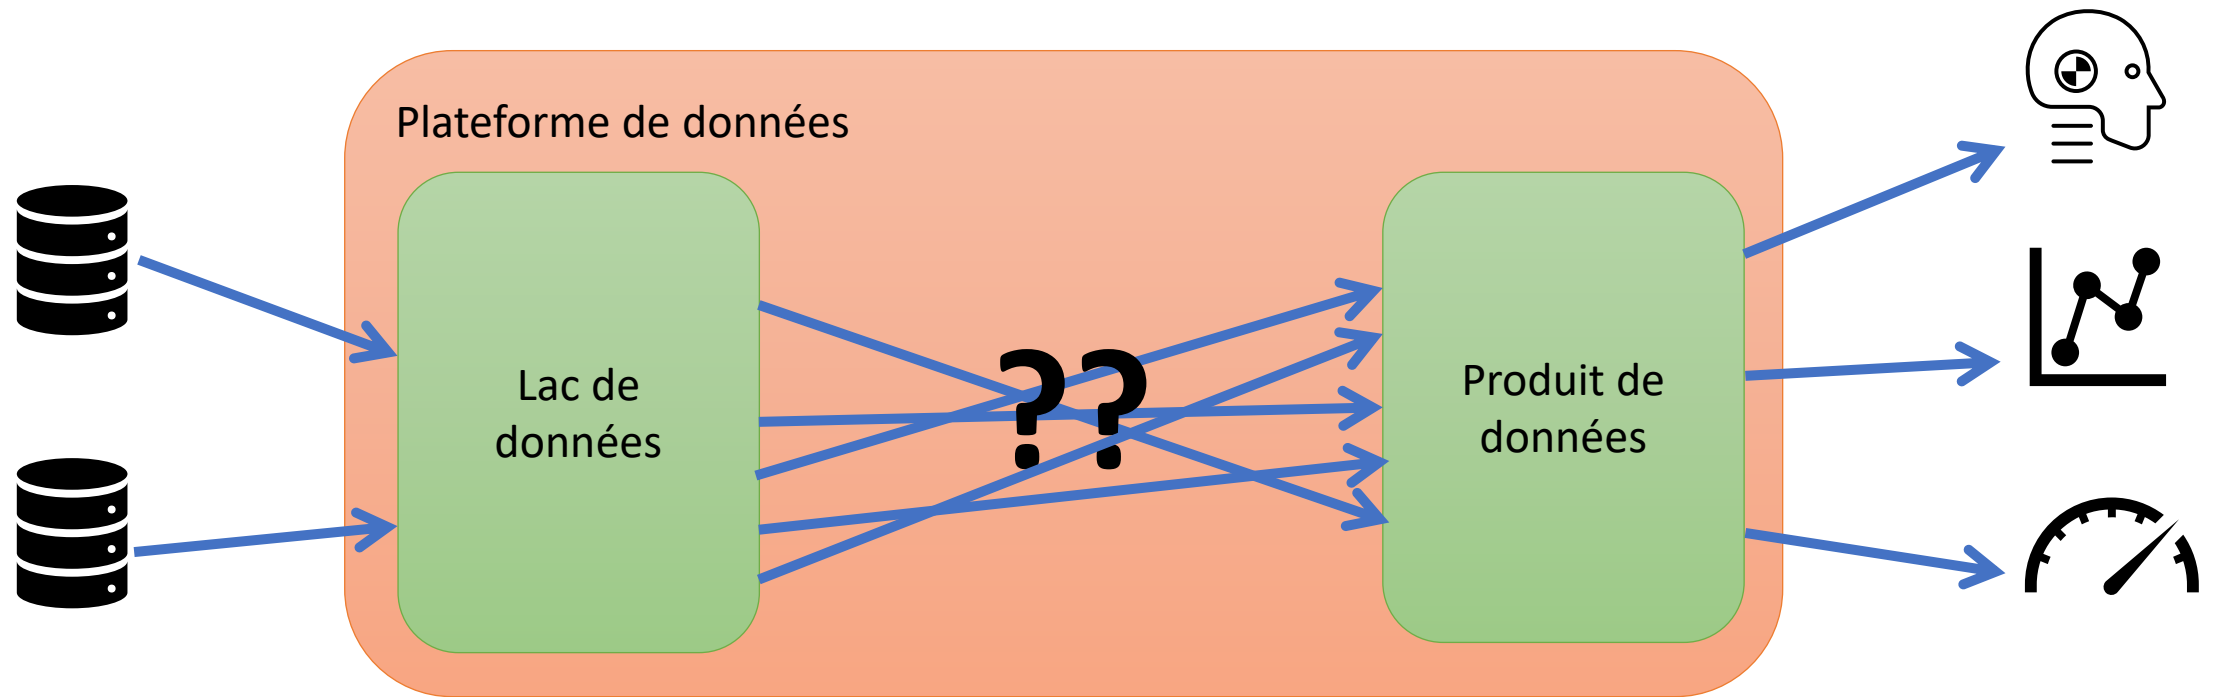 Plateforme de données
Lac de
données
??
Produit de
données